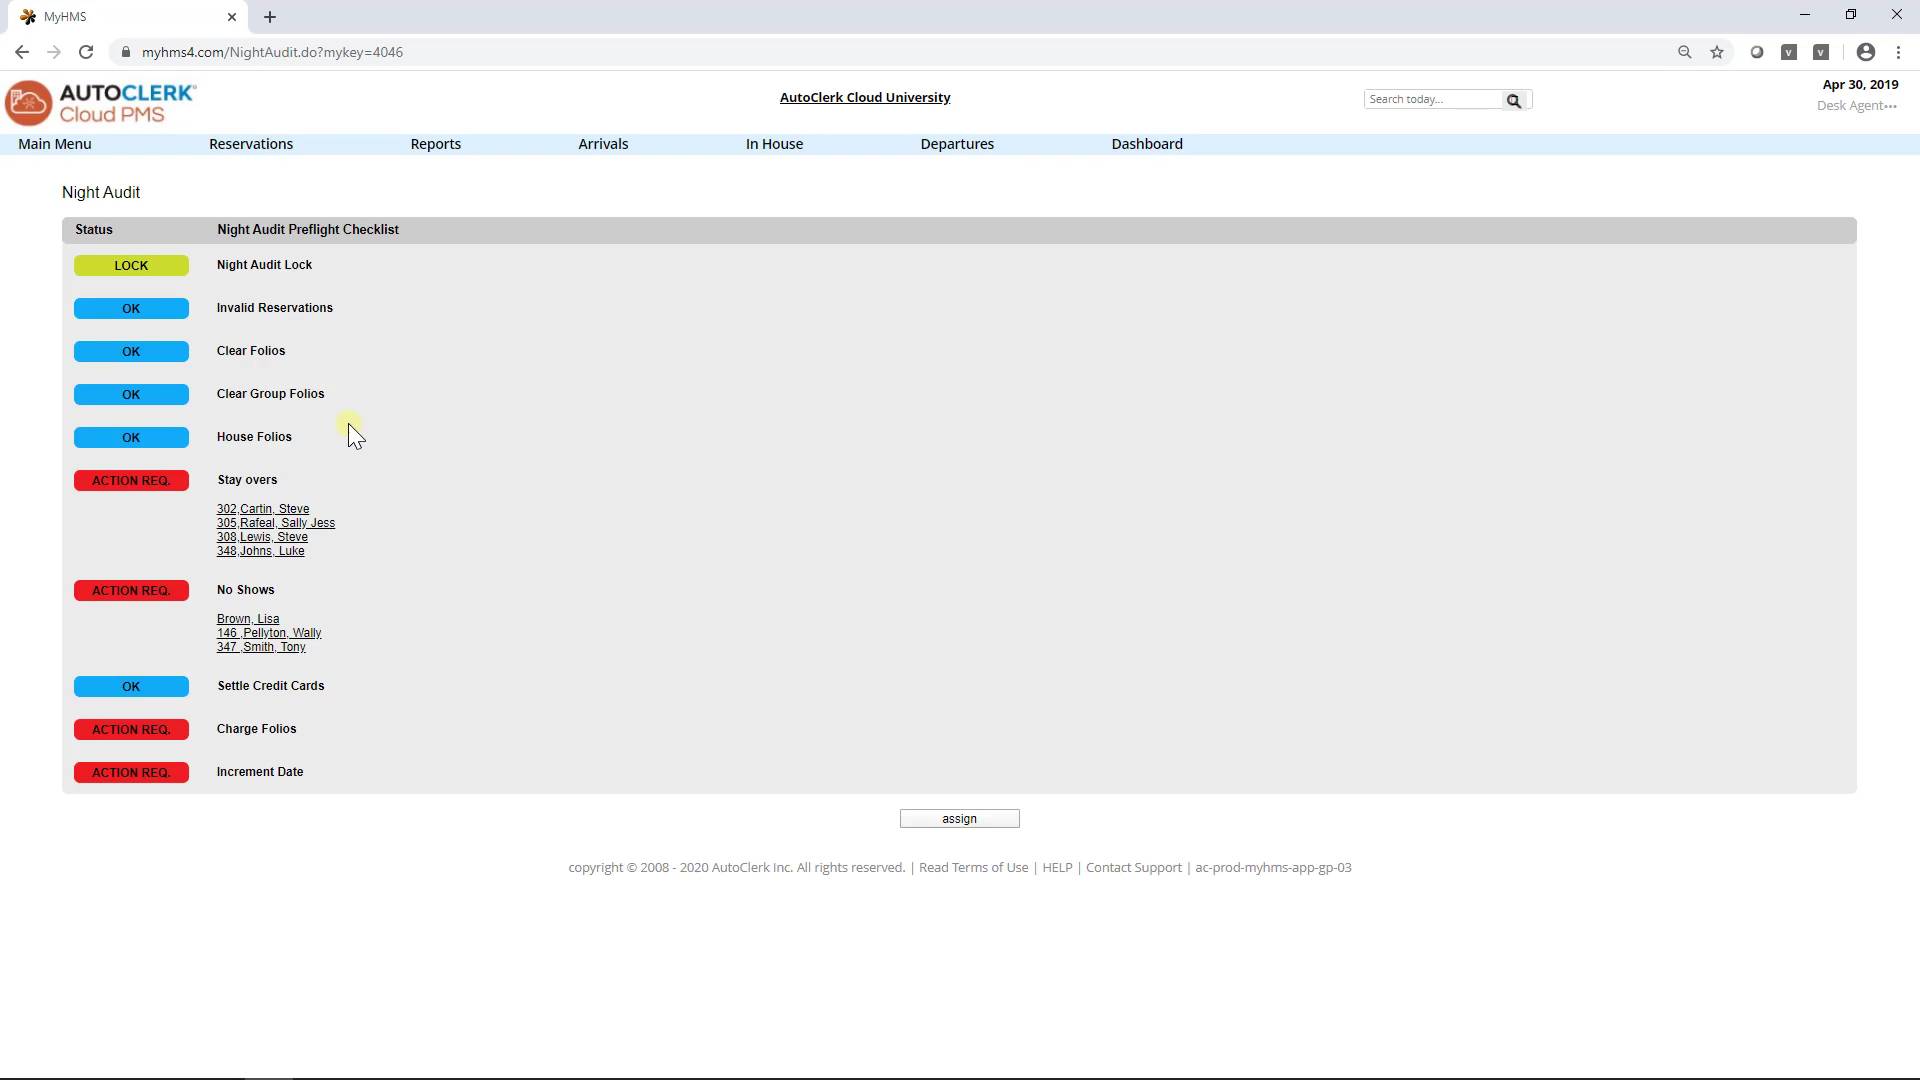 MyHMS
myhms4.com/NightAudit.do?mykey=4046
AUTOCLERK
Cloud PMS
AutoClerk Cloud University
Search today...
Apr 30, 2019
Desk Agent•••
Main Menu Reservations Reports Arrivals In House Departures Dashboard
Night Audit
Status Night Audit Preflight Checklist
LOCK Night Audit Lock
OK Invalid Reservations
OK Clear Folios
OK Clear Group Folios
OK House Folios
ACTION REQ. Stay overs
302,Cartin, Steve
305,Rafeal, Sally Jess
308,Lewis, Steve
348,Johns, Luke
ACTION REQ. No Shows
Brown, Lisa
146 ,Pellyton, Wally
347 ,Smith, Tony
OK Settle Credit Cards
ACTION REQ. Charge Folios
ACTION REQ. Increment Date
assign
copyright © 2008 - 2020 AutoClerk Inc. All rights reserved. | Read Terms of Use | HELP | Contact Support | ac-prod-myhms-app-gp-03